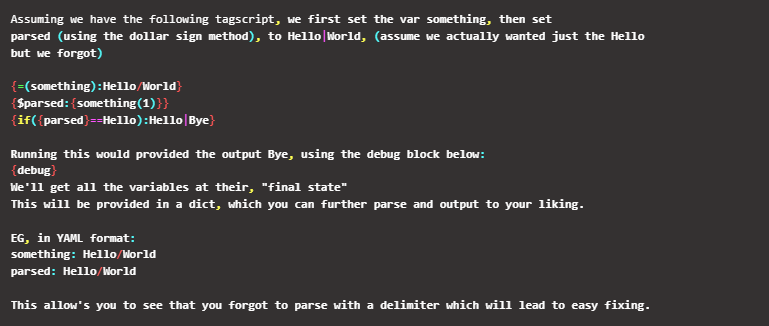 Assuming we have the following tagscript, we first set the var something, then set
parsed (using the dollar sign method), to Hello|World, (assume we actually wanted just the Hello
but we forgot)
{=(something):Hello/World}
{$parsed:{something(1)}}
{if({parsed}==Hello):Hello|Bye}
Running this would provided the output Bye, using the debug block below:
{debug}
We'll get all the variables at their, "final state"
This will be provided in a dict, which you can further parse and output to your liking.
EG, in YAML format:
something: Hello/World
parsed: Hello/World
This allow's you to see that you forgot to parse with a delimiter which will lead to easy fixing.